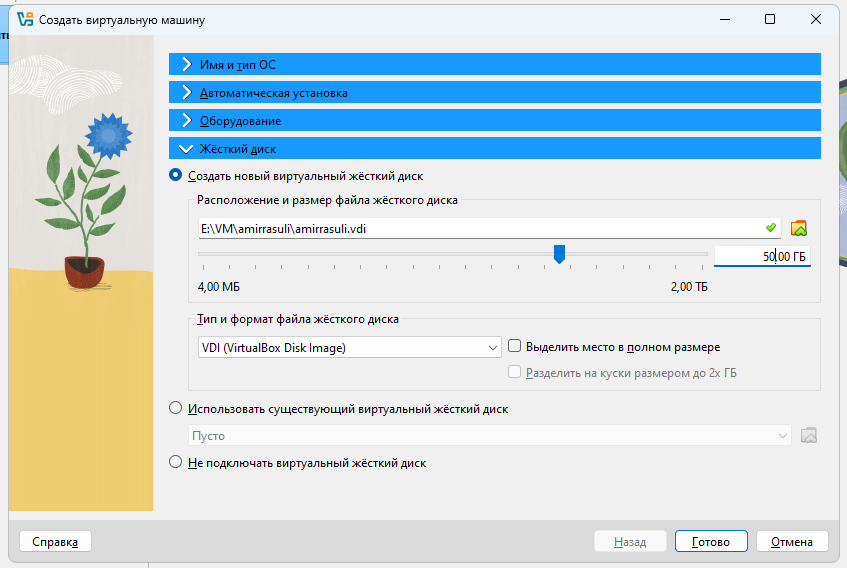 Создать виртуальную машину
Имя и тип ОС
Автоматическая установка
Оборудование
Жёсткий диск
Создать новый виртуальный жёсткий диск
Расположение и размер файла жёсткого диска
E:\VM\amirrasuli\amirrasuli.vdi
50,00 ГБ
4,00 МБ 2,00 ТБ
Тип и формат файла жёсткого диска
VDI (VirtualBox Disk Image) Выделить место в полном размере
Разделить на куски размером до 2х ГБ
Использовать существующий виртуальный жёсткий диск
Пусто
Не подключать виртуальный жёсткий диск
Справка Назад Готово Отмена